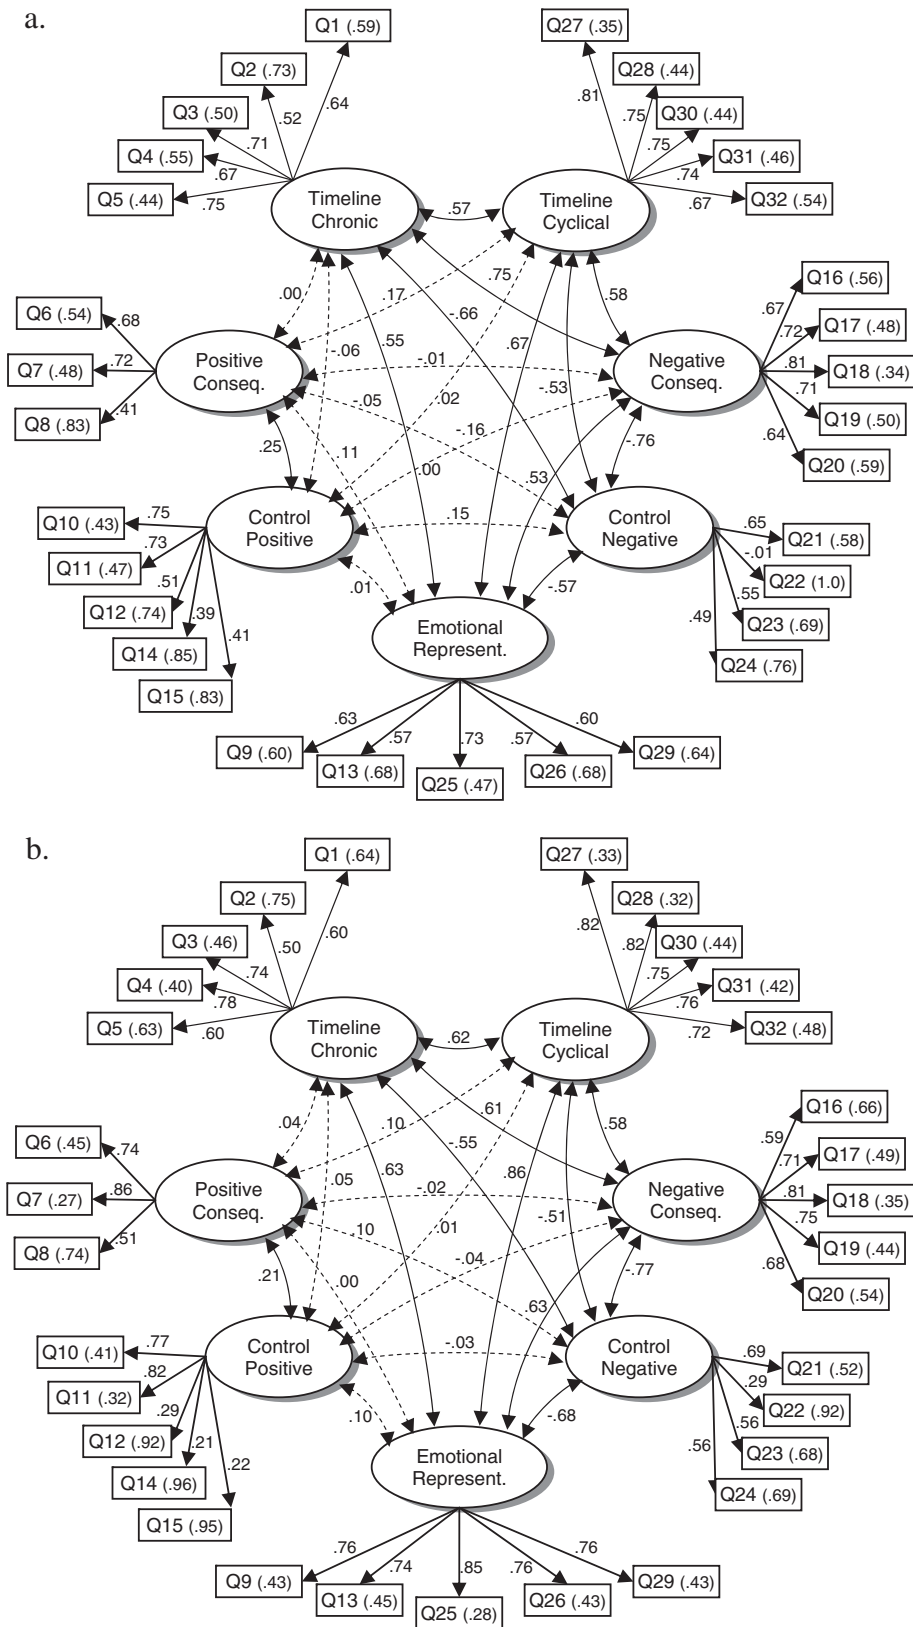 a.
Q1 (.59)
Q27 (.35)
Q2 (.73)
Q28 (.44)
Q3 (.50)
Q30 (.44)
Q4 (.55)
Q31 (.46)
Q5 (.44)
Q32 (.54)
.64
.52
.71
.67
.75
.81
.75
.75
.74
.67
Timeline
Chronic
.57
Timeline
Cyclical
.00
.17
.75
.58
-.06
.55
-.66
.67
-.53
Q6 (.54)
.68
Q7 (.48)
.72
Q8 (.83)
.41
Positive
Conseq.
-.01
Negative
Conseq.
.67
Q16 (.56)
.72
Q17 (.48)
.81
Q18 (.34)
.71
Q19 (.50)
.64
Q20 (.59)
.05
.02
-.16
.25
.11
.00
.53
-.76
Q10 (.43)
.75
Q11 (.47)
.73
Q12 (.74)
.51
Q14 (.85)
.39
Q15 (.83)
.41
Control
Positive
.15
Control
Negative
.65
Q21 (.58)
-.01
Q22 (1.0)
.55
Q23 (.69)
.49
Q24 (.76)
.01
-.57
Emotional
Represent.
.63
.57
.73
.57
.60
Q9 (.60)
Q13 (.68)
Q25 (.47)
Q26 (.68)
Q29 (.64)
b.
Q1 (.64)
Q27 (.33)
Q2 (.75)
Q28 (.32)
Q3 (.46)
Q30 (.44)
Q4 (.40)
Q31 (.42)
Q5 (.63)
Q32 (.48)
.60
.50
.74
.78
.60
.82
.82
.75
.76
.72
Timeline
Chronic
.62
Timeline
Cyclical
.04
.10
.61
.58
.05
.63
-.55
.86
-.51
Q6 (.45)
.74
Q7 (.27)
.86
Q8 (.74)
.51
Positive
Conseq.
-.02
Negative
Conseq.
.59
Q16 (.66)
.71
Q17 (.49)
.81
Q18 (.35)
.75
Q19 (.44)
.68
Q20 (.54)
.10
.01
-.04
.21
.00
.63
-.77
Q10 (.41)
.77
Q11 (.32)
.82
Q12 (.92)
.29
Q14 (.96)
.21
Q15 (.95)
.22
Control
Positive
-.03
Control
Negative
.69
Q21 (.52)
.29
Q22 (.92)
.56
Q23 (.68)
.56
Q24 (.69)
.10
-.68
Emotional
Represent.
.76
.74
.85
.76
.76
Q9 (.43)
Q13 (.45)
Q25 (.28)
Q26 (.43)
Q29 (.43)